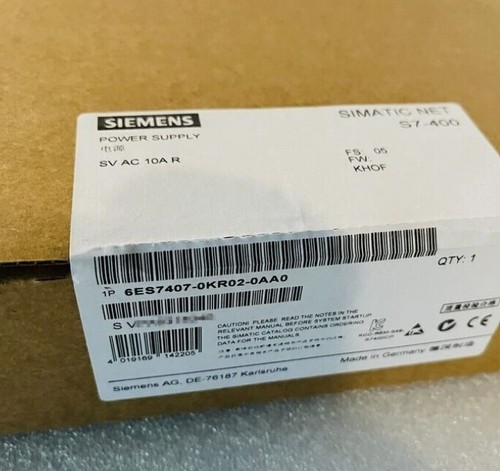 SIEMENS
SIMATIC NET
S7-400
POWER SUPPLY
电源
SV AC 10A R
FS. 05
FW.
KHOF
1P 6ES7407-0KR02-0AA0
QTY: 1
S V
CAUTION! PLEASE READ THE NOTES IN THE
RELEVANT MANUAL BEFORE SYSTEM STARTUP
THE SIMATIC CATALOG CONTAINS ORDERING
DATA FOR THE MANUALS.
4 019169 142205
Made in Germany
Siemens AG, DE-76187 Karlsruhe